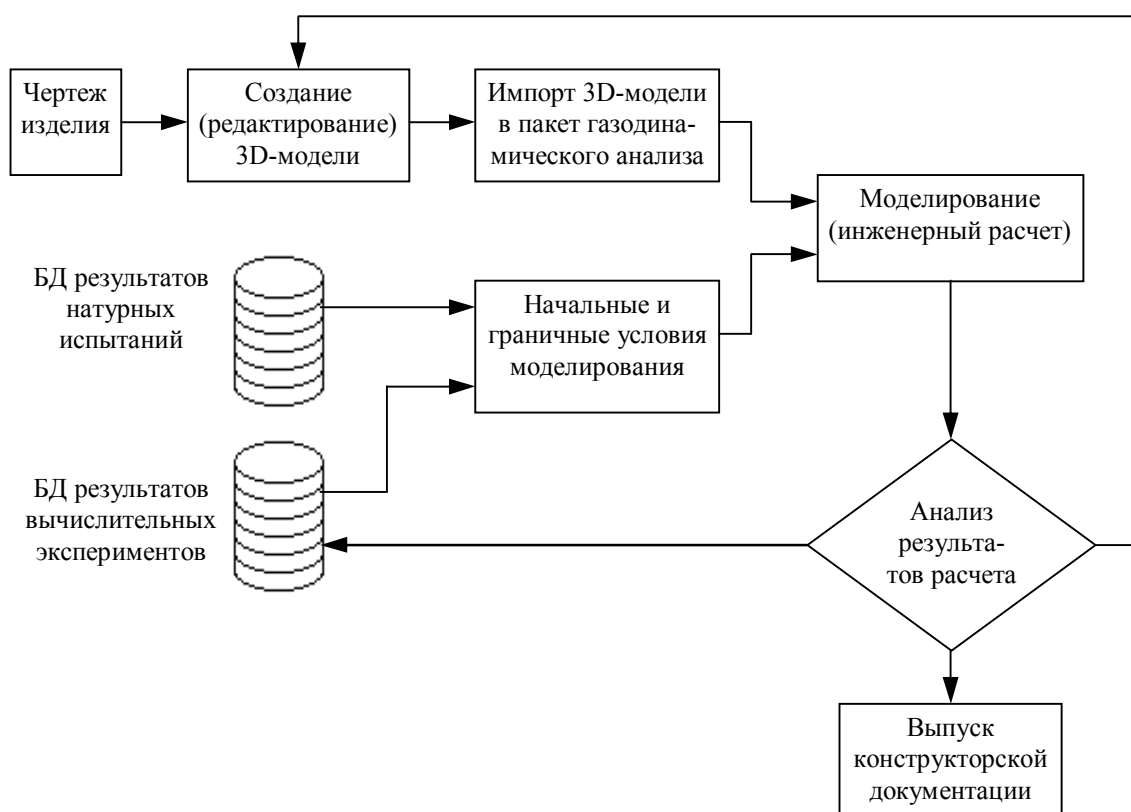 Чертеж
изделия
Создание
(редактирование)
3D-модели
Импорт 3D-модели
в пакет газодина-
мического анализа
Моделирование
(инженерный расчет)
БД результатов
натурных
испытаний
Начальные и
граничные условия
моделирования
БД результатов
вычислительных
экспериментов
Анализ
результа-
тов расчета
Выпуск
конструкторской
документации